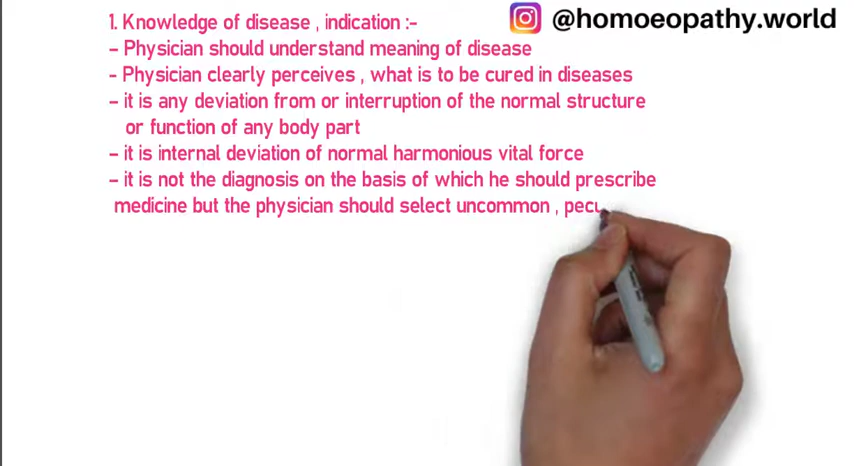 @homoeopathy.world
1. Knowledge of disease , indication :-
- Physician should understand meaning of disease
- Physician clearly perceives , what is to be cured in diseases
- it is any deviation from or interruption of the normal structure
or function of any body part
- it is internal deviation of normal harmonious vital force
- it is not the diagnosis on the basis of which he should prescribe
medicine but the physician should select uncommon , pecu